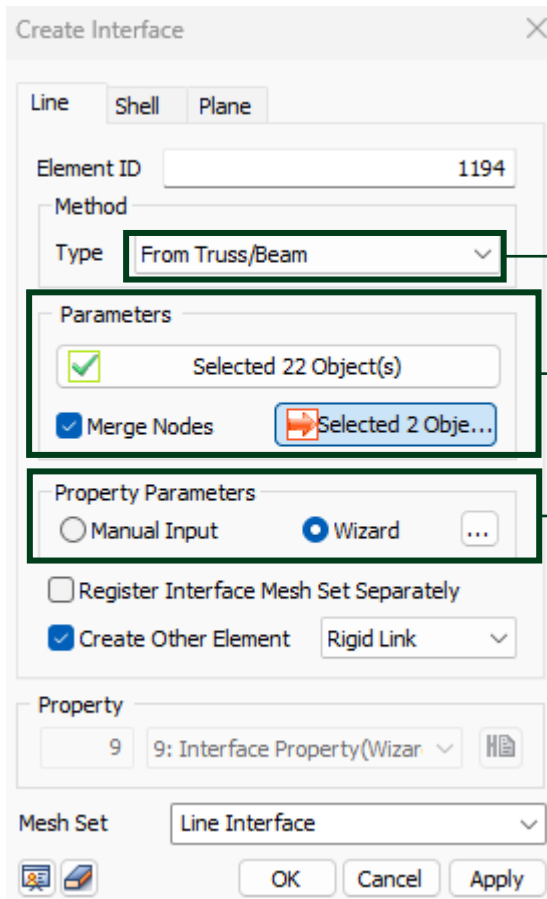 Create Interface
Line Shell Plane
Element ID 1194
Method
Type From Truss/Beam
Parameters
Selected 22 Object(s)
Merge Nodes Selected 2 Obje...
Property Parameters
Manual Input Wizard ...
Register Interface Mesh Set Separately
Create Other Element Rigid Link
Property
9 9: Interface Property(Wizar
Mesh Set Line Interface
OK Cancel Apply